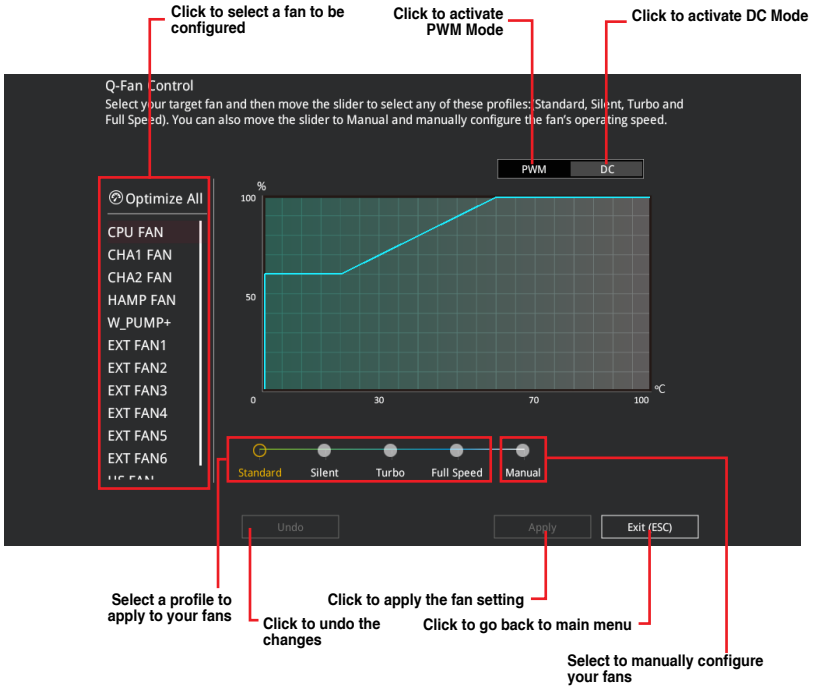 Click to select a fan to be
configured
Click to activate
PWM Mode
Click to activate DC Mode
Q-Fan Control
Select your target fan and then move the slider to select any of these profiles:(Standard, Silent, Turbo and
Full Speed). You can also move the slider to Manual and manually configure the fan's operating speed.
PWM
DC
Optimize All
CPU FAN
CHA1 FAN
CHA2 FAN
HAMP FAN
W_PUMP+
EXT FAN1
EXT FAN2
EXT FAN3
EXT FAN4
EXT FAN5
EXT FAN6
%
100
50
0
30
70
100
ºC
Standard
Silent
Turbo
Full Speed
Manual
Undo
Apply
Exit (ESC)
Select a profile to
apply to your fans
Click to undo the
changes
Click to apply the fan setting
Click to go back to main menu
Select to manually configure
your fans